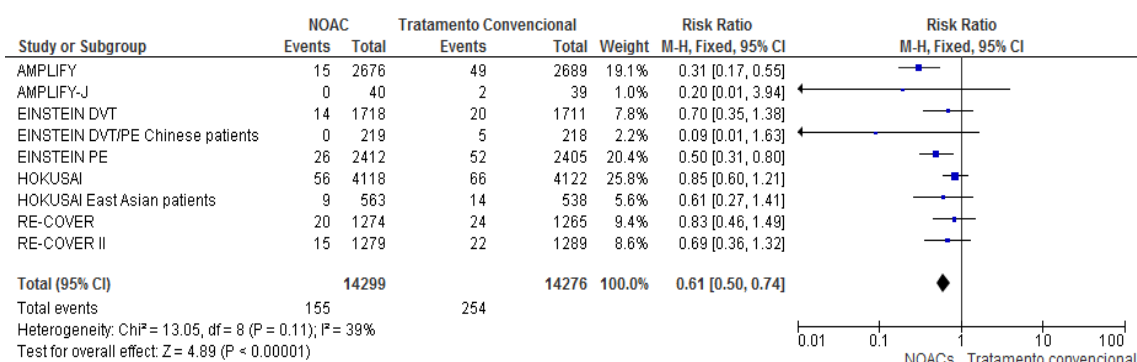 NOAC Tratamento Convencional Risk Ratio Risk Ratio
Study or Subgroup Events Total Events Total Weight M-H, Fixed, 95% CI M-H, Fixed, 95% CI
AMPLIFY 15 2676 49 2689 19.1% 0.31 [0.17, 0.55]
AMPLIFY-J 0 40 2 39 1.0% 0.20 [0.01, 3.94]
EINSTEIN DVT 14 1718 20 1711 7.8% 0.70 [0.35, 1.38]
EINSTEIN DVT/PE Chinese patients 0 219 5 218 2.2% 0.09 [0.01, 1.63]
EINSTEIN PE 26 2412 52 2405 20.4% 0.50 [0.31, 0.80]
HOKUSAI 56 4118 66 4122 25.8% 0.85 [0.60, 1.21]
HOKUSAI East Asian patients 9 563 14 538 5.6% 0.61 [0.27, 1.41]
RE-COVER 20 1274 24 1265 9.4% 0.83 [0.46, 1.49]
RE-COVER II 15 1279 22 1289 8.6% 0.69 [0.36, 1.32]
Total (95% CI) 14299 14276 100.0% 0.61 [0.50, 0.74]
Total events 155 254
Heterogeneity: Chi² = 13.05, df = 8 (P = 0.11); I² = 39%
Test for overall effect: Z = 4.89 (P < 0.00001)
0.01 0.1 1 10 100
NOACs Tratamento convencional